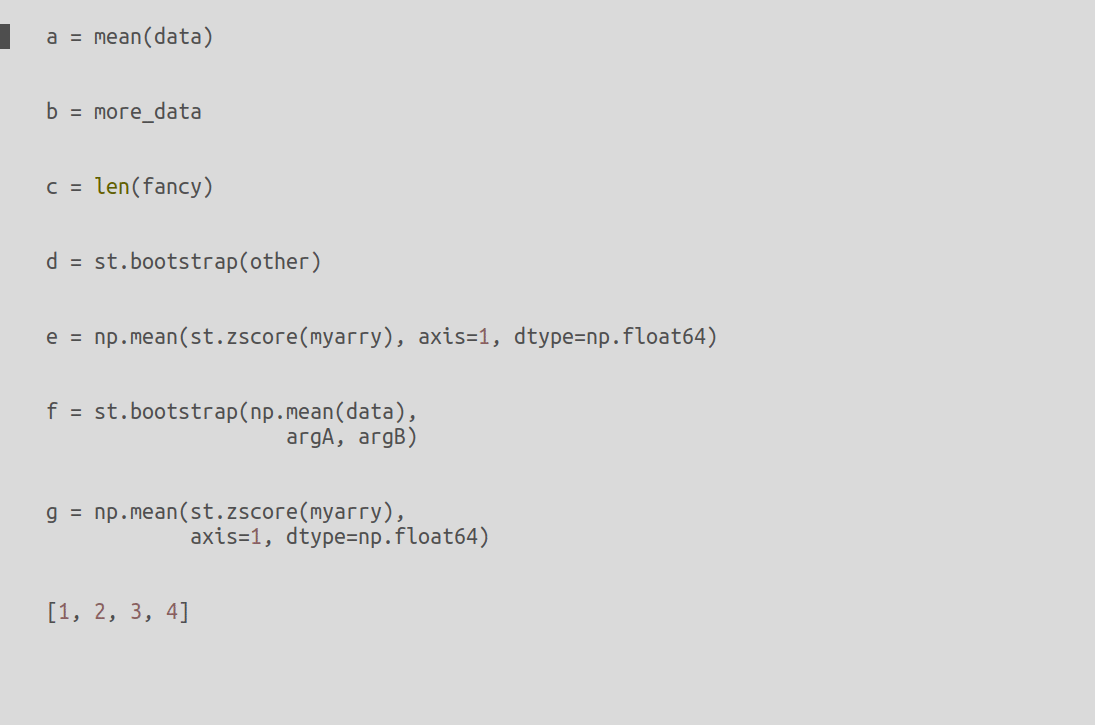 a = mean(data)
b = more_data
c = len(fancy)
d = st.bootstrap(other)
e = np.mean(st.zscore(myarry), axis=1, dtype=np.float64)
f = st.bootstrap(np.mean(data),
                    argA, argB)
g = np.mean(st.zscore(myarry),
            axis=1, dtype=np.float64)
[1, 2, 3, 4]